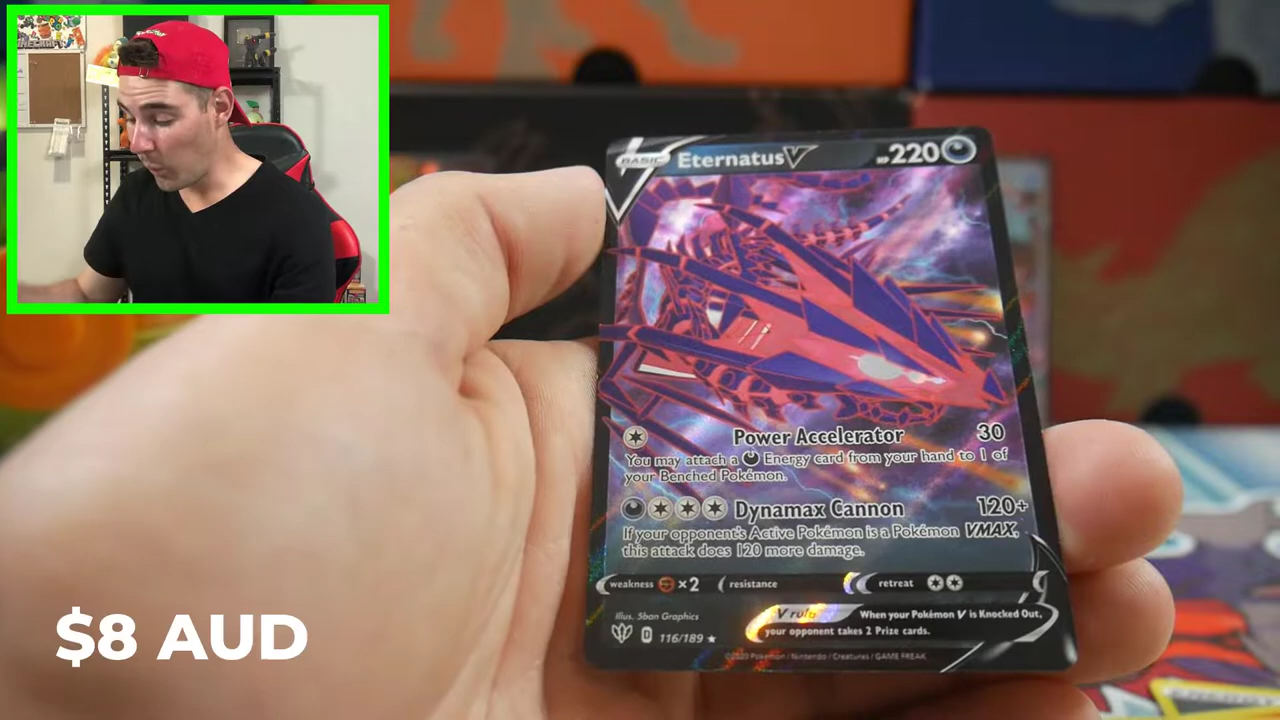 BASIC Eternatus V HP220
Power Accelerator 30
You may attach a Energy card from your hand to 1 of
your Benched Pokémon.
Dynamax Cannon 120+
If your opponent's Active Pokémon is a Pokémon VMAX,
this attack does 120 more damage.
weakness ×2 resistance retreat
Illus. 5ban Graphics
V rule When your Pokémon V is Knocked Out,
your opponent takes 2 Prize cards.
D 116/189
©2020 Pokémon / Nintendo / Creatures / GAME FREAK
$8 AUD